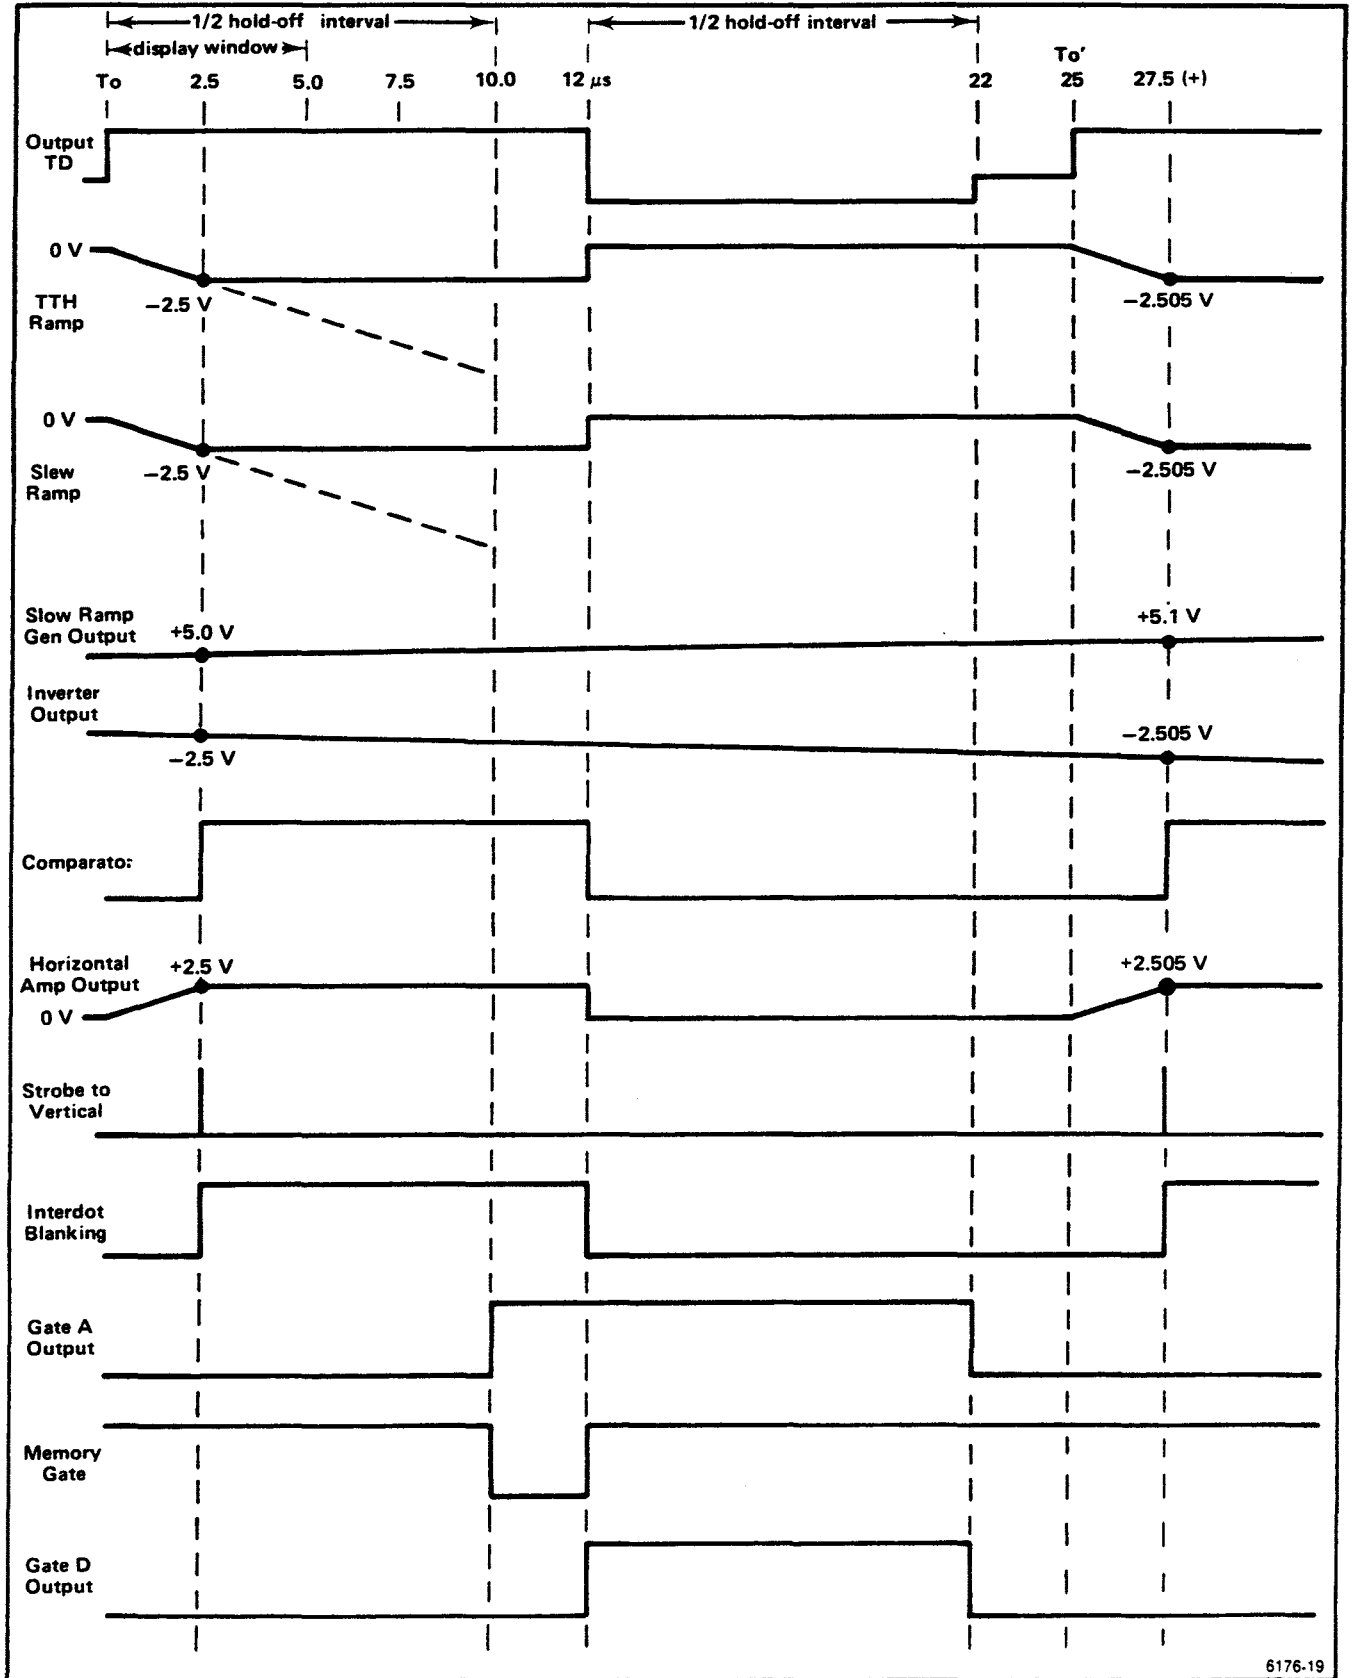 1/2 hold-off interval
1/2 hold-off interval
display window
To'
To 2.5 5.0 7.5 10.0 12 μs 22 25 27.5 (+)
Output
TD
0 V
-2.5 V
-2.505 V
TTH
Ramp
0 V
-2.5 V
-2.505 V
Slew
Ramp
Slow Ramp
Gen Output
+5.0 V
+5.1 V
Inverter
Output
-2.5 V
-2.505 V
Comparator
Horizontal
Amp Output
+2.5 V
+2.505 V
0 V
Strobe to
Vertical
Interdot
Blanking
Gate A
Output
Memory
Gate
Gate D
Output
6176-19